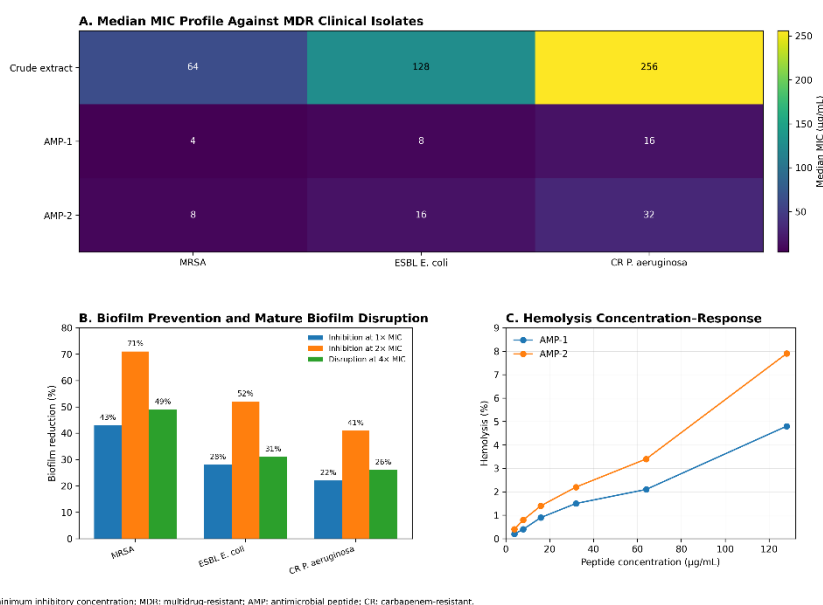 A. Median MIC Profile Against MDR Clinical Isolates
Crude extract 64 128 256
AMP-1 4 8 16
AMP-2 8 16 32
MRSA ESBL E. coli CR P. aeruginosa
250
200
150
100
50
Median MIC (µg/mL)
B. Biofilm Prevention and Mature Biofilm Disruption
Biofilm reduction (%)
80
70
60
50
40
30
20
10
0
Inhibition at 1× MIC
Inhibition at 2× MIC
Disruption at 4× MIC
43% 71% 49%
28% 52% 31%
22% 41% 26%
MRSA ESBL E. coli CR P. aeruginosa
C. Hemolysis Concentration–Response
Hemolysis (%)
9
8
7
6
5
4
3
2
1
0
AMP-1
AMP-2
0 20 40 60 80 100 120
Peptide concentration (µg/mL)
inhibitory concentration; MDR: multidrug-resistant; AMP: antimicrobial peptide; CR: carbapenem-resistant.